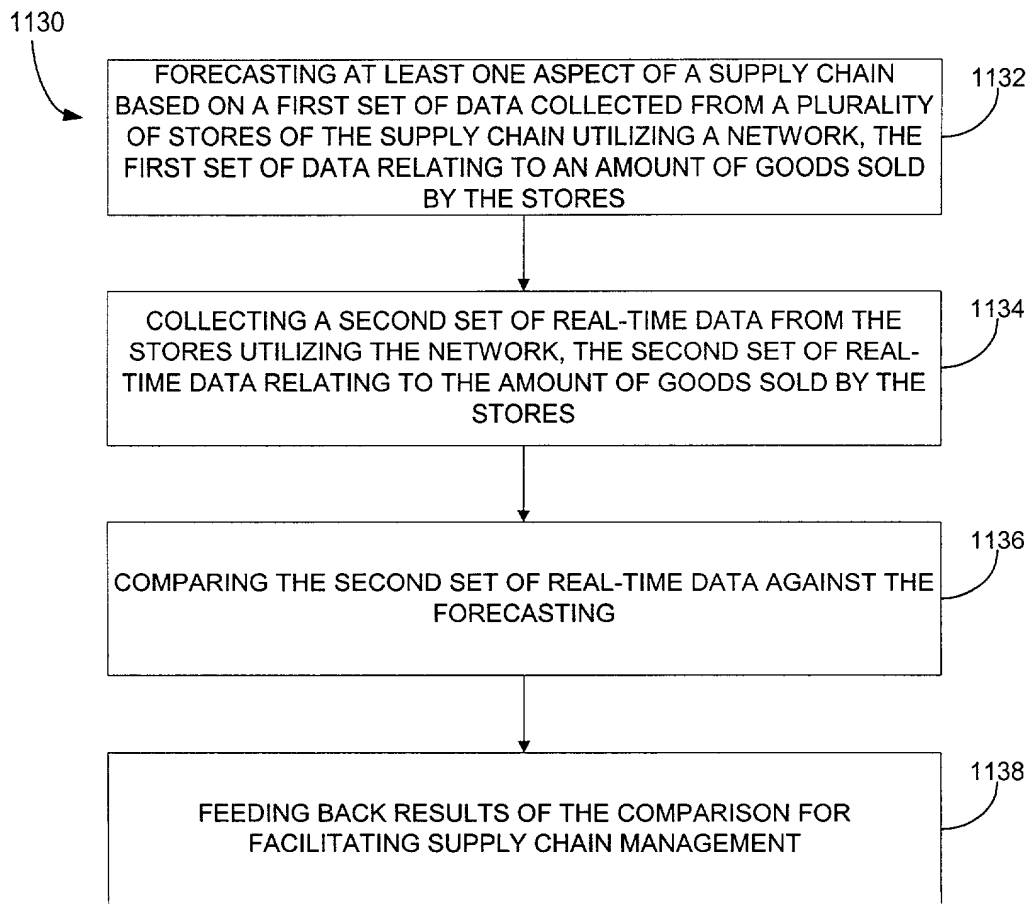 1130
FORECASTING AT LEAST ONE ASPECT OF A SUPPLY CHAIN
BASED ON A FIRST SET OF DATA COLLECTED FROM A PLURALITY
OF STORES OF THE SUPPLY CHAIN UTILIZING A NETWORK, THE
FIRST SET OF DATA RELATING TO AN AMOUNT OF GOODS SOLD
BY THE STORES
1132
COLLECTING A SECOND SET OF REAL-TIME DATA FROM THE
STORES UTILIZING THE NETWORK, THE SECOND SET OF REAL-
TIME DATA RELATING TO THE AMOUNT OF GOODS SOLD BY THE
STORES
1134
COMPARING THE SECOND SET OF REAL-TIME DATA AGAINST THE
FORECASTING
1136
FEEDING BACK RESULTS OF THE COMPARISON FOR
FACILITATING SUPPLY CHAIN MANAGEMENT
1138